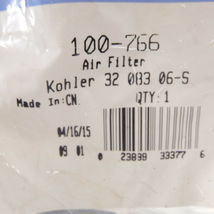 100-766
Air Filter
Kohler 32 083 06-S
Made In:CN. QTY:1
04/16/15
09 01
0 23899 33377 6